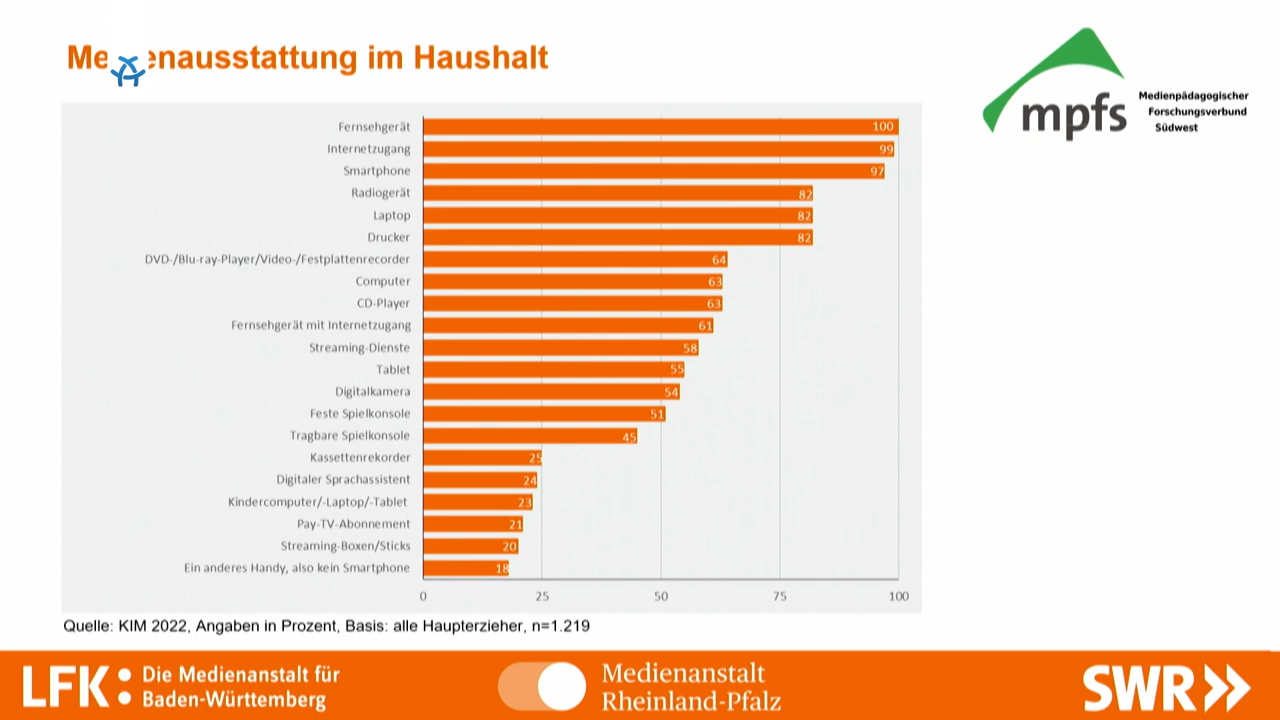 Me enausstattung im Haushalt
mpfs
Medienpädagogischer
Forschungsverbund
Südwest
Fernsehgerät 100
Internetzugang 99
Smartphone 97
Radiogerät 82
Laptop 82
Drucker 82
DVD-/Blu-ray-Player/Video-/Festplattenrecorder 64
Computer 63
CD-Player 63
Fernsehgerät mit Internetzugang 61
Streaming-Dienste 58
Tablet 55
Digitalkamera 54
Feste Spielkonsole 51
Tragbare Spielkonsole 45
Kassettenrekorder 25
Digitaler Sprachassistent 24
Kindercomputer/-Laptop/-Tablet 23
Pay-TV-Abonnement 21
Streaming-Boxen/Sticks 20
Ein anderes Handy, also kein Smartphone 18
0 25 50 75 100
Quelle: KIM 2022, Angaben in Prozent, Basis: alle Haupterzieher, n=1.219
LFK: Die Medienanstalt für
Baden-Württemberg
Medienanstalt
Rheinland-Pfalz
SWR